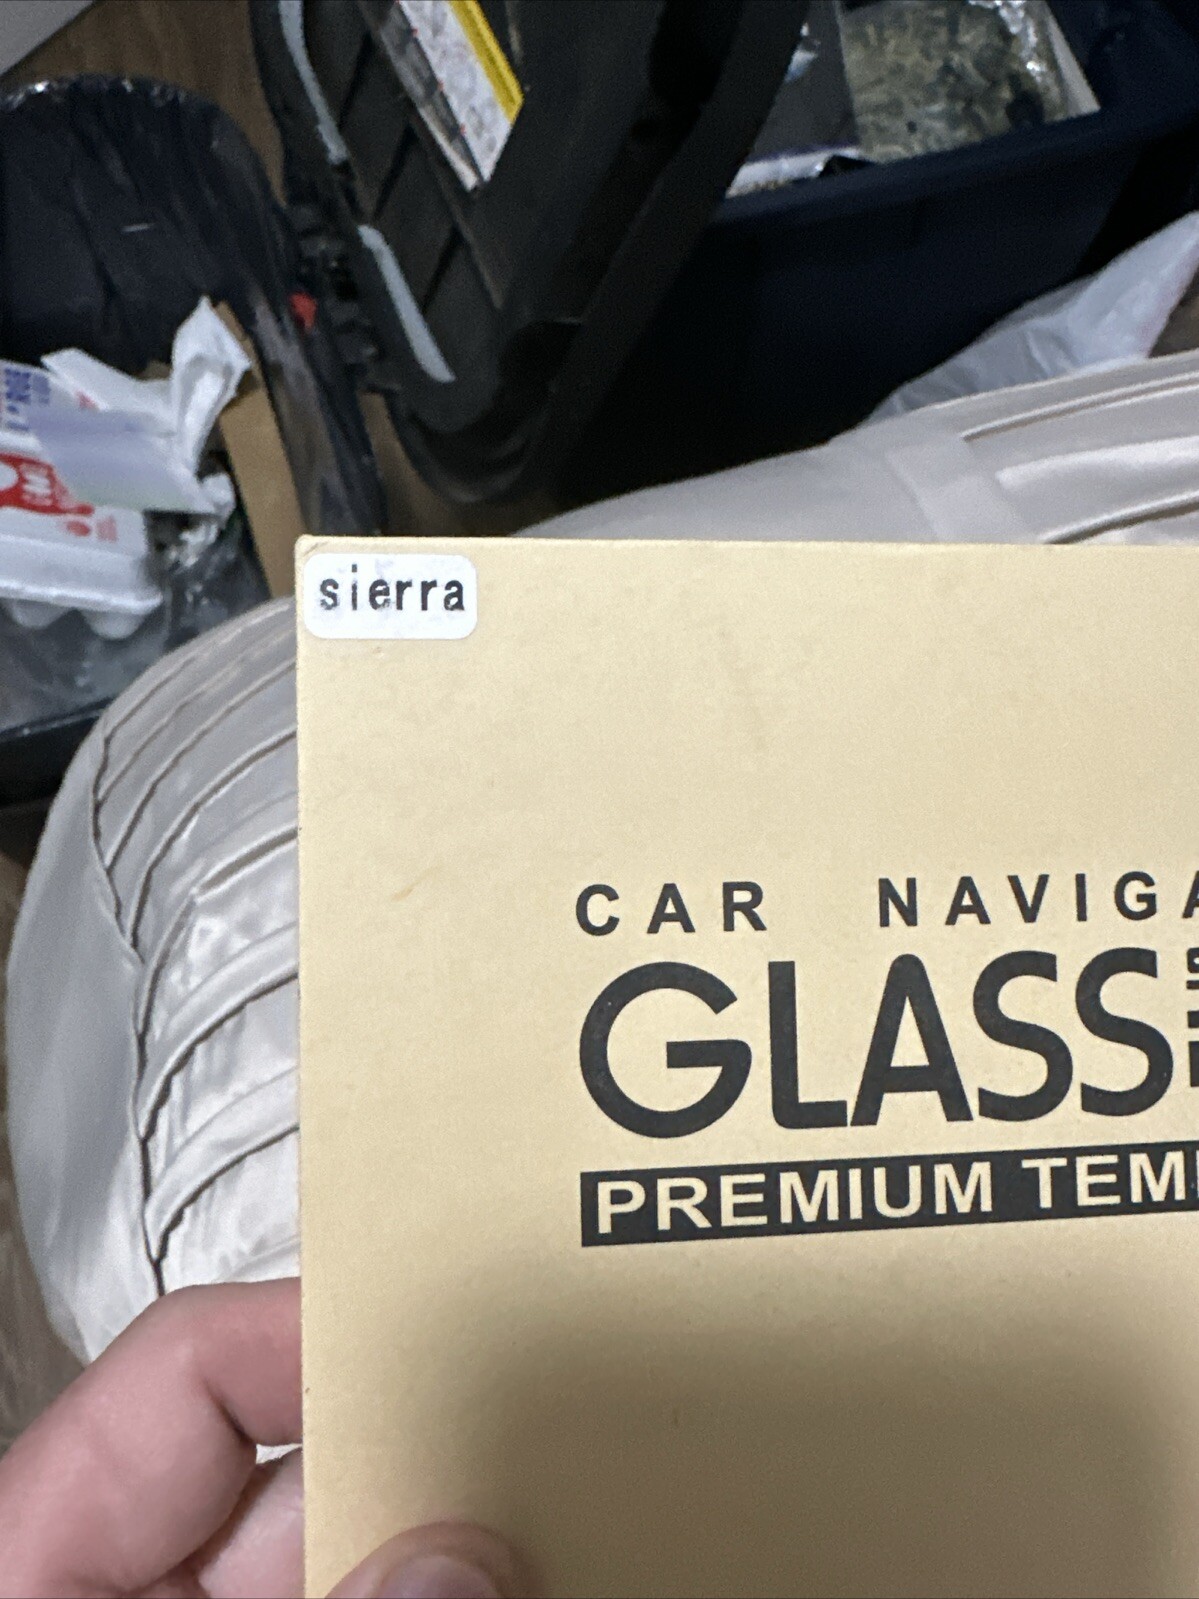 sierra
CAR NAVIGA
GLASS
PREMIUM TEM